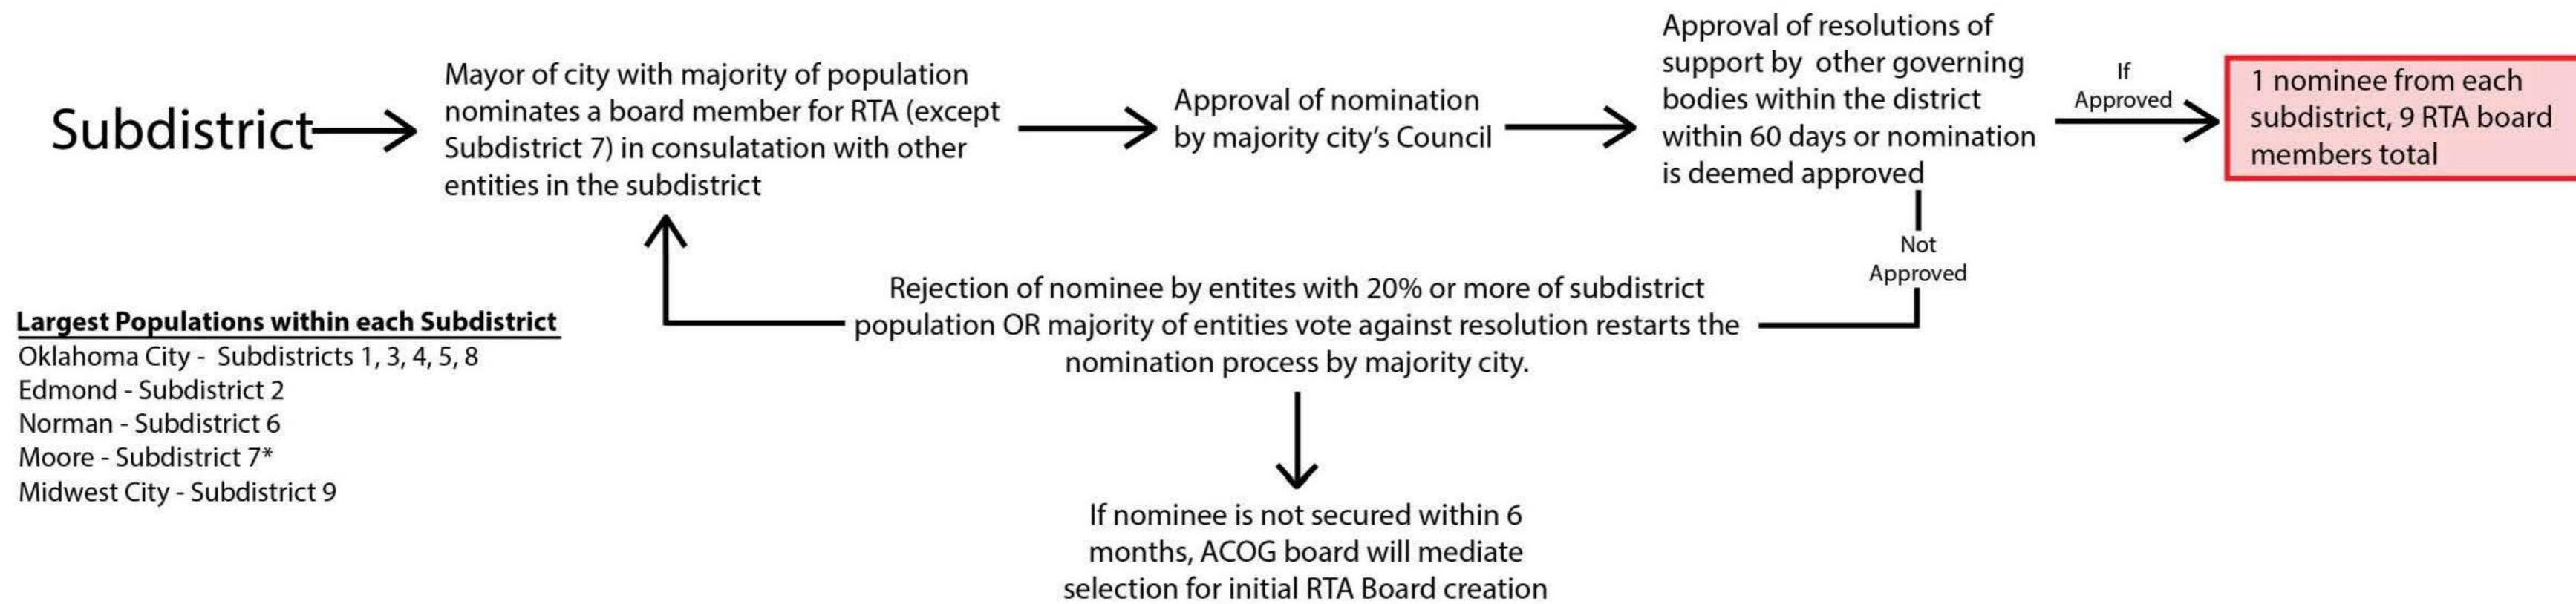 Subdistrict
Mayor of city with majority of population
nominates a board member for RTA (except
Subdistrict 7) in consulatation with other
entities in the subdistrict
Approval of nomination
by majority city's Council
Approval of resolutions of
support by other governing
bodies within the district
within 60 days or nomination
is deemed approved
If
Approved
1 nominee from each
subdistrict, 9 RTA board
members total
Not
Approved
Rejection of nominee by entites with 20% or more of subdistrict
population OR majority of entities vote against resolution restarts the
nomination process by majority city.
If nominee is not secured within 6
months, ACOG board will mediate
selection for initial RTA Board creation
Largest Populations within each Subdistrict
Oklahoma City - Subdistricts 1, 3, 4, 5, 8
Edmond - Subdistrict 2
Norman - Subdistrict 6
Moore - Subdistrict 7*
Midwest City - Subdistrict 9